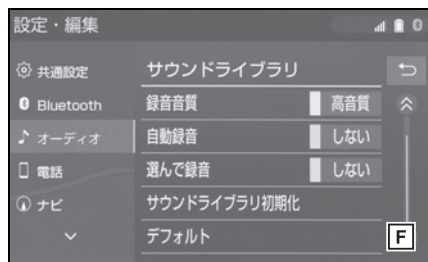 設定・編集
共通設定
Bluetooth
オーディオ
電話
ナビ
サウンドライブラリ
録音音質 高音質
自動録音 しない
選んで録音 しない
サウンドライブラリ初期化
デフォルト
F